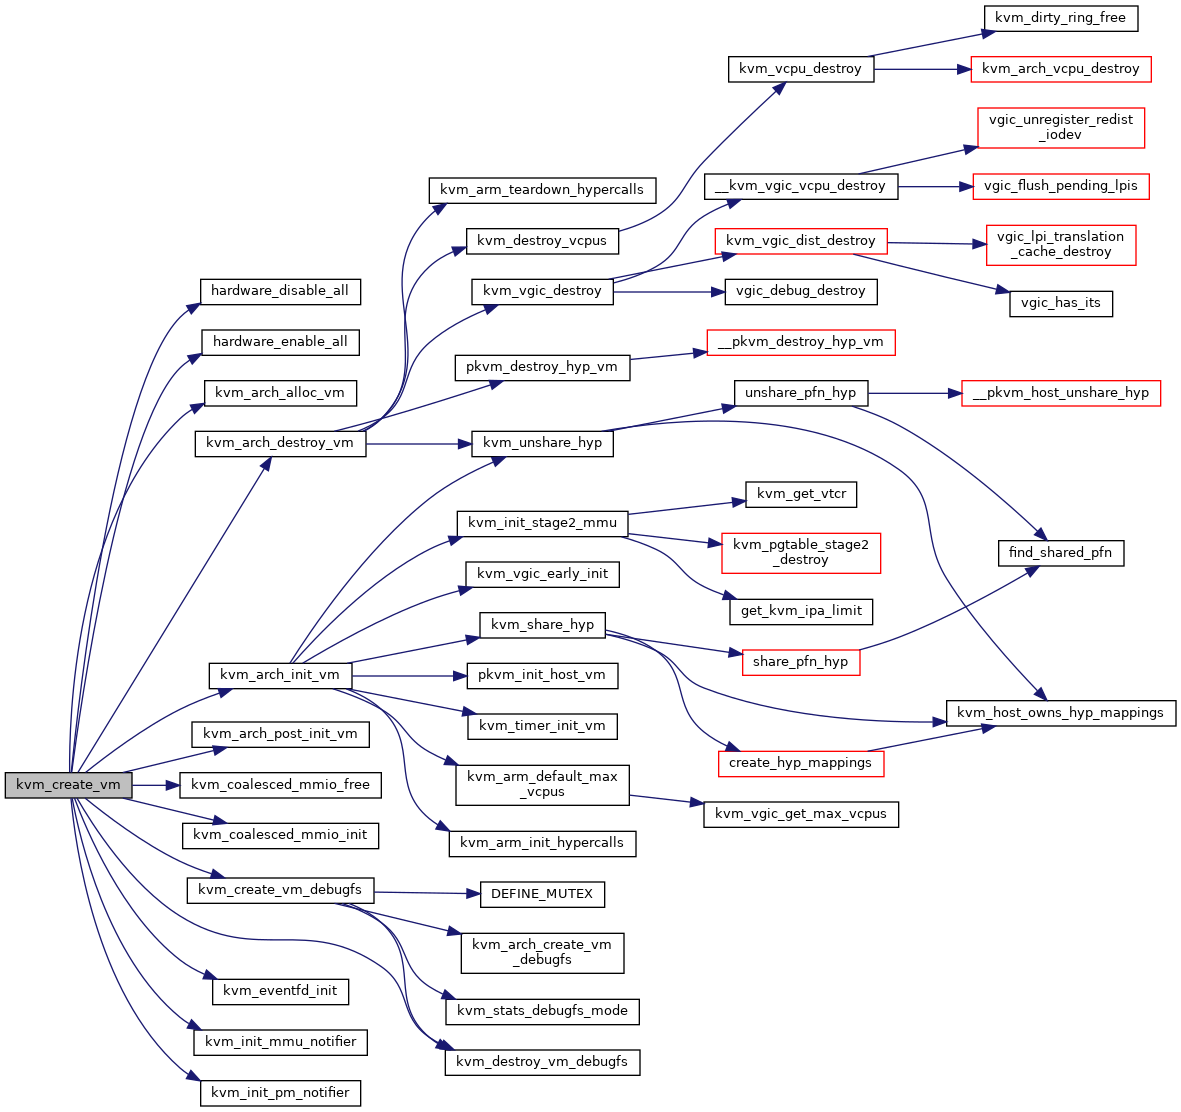 kvm_dirty_ring_free
kvm_vcpu_destroy
kvm_arch_vcpu_destroy
vgic_unregister_redist
_iodev
kvm_arm_teardown_hypercalls
__kvm_vgic_vcpu_destroy
vgic_flush_pending_lpis
kvm_destroy_vcpus
kvm_vgic_dist_destroy
vgic_lpi_translation
_cache_destroy
hardware_disable_all
kvm_vgic_destroy
vgic_debug_destroy
vgic_has_its
hardware_enable_all
pkvm_destroy_hyp_vm
__pkvm_destroy_hyp_vm
kvm_arch_alloc_vm
unshare_pfn_hyp
__pkvm_host_unshare_hyp
kvm_arch_destroy_vm
kvm_unshare_hyp
kvm_get_vtcr
kvm_init_stage2_mmu
kvm_pgtable_stage2
_destroy
find_shared_pfn
kvm_vgic_early_init
get_kvm_ipa_limit
kvm_share_hyp
share_pfn_hyp
kvm_arch_init_vm
pkvm_init_host_vm
kvm_host_owns_hyp_mappings
kvm_timer_init_vm
kvm_arch_post_init_vm
create_hyp_mappings
kvm_create_vm
kvm_coalesced_mmio_free
kvm_arm_default_max
_vcpus
kvm_vgic_get_max_vcpus
kvm_coalesced_mmio_init
kvm_arm_init_hypercalls
kvm_create_vm_debugfs
DEFINE_MUTEX
kvm_arch_create_vm
_debugfs
kvm_eventfd_init
kvm_stats_debugfs_mode
kvm_init_mmu_notifier
kvm_destroy_vm_debugfs
kvm_init_pm_notifier